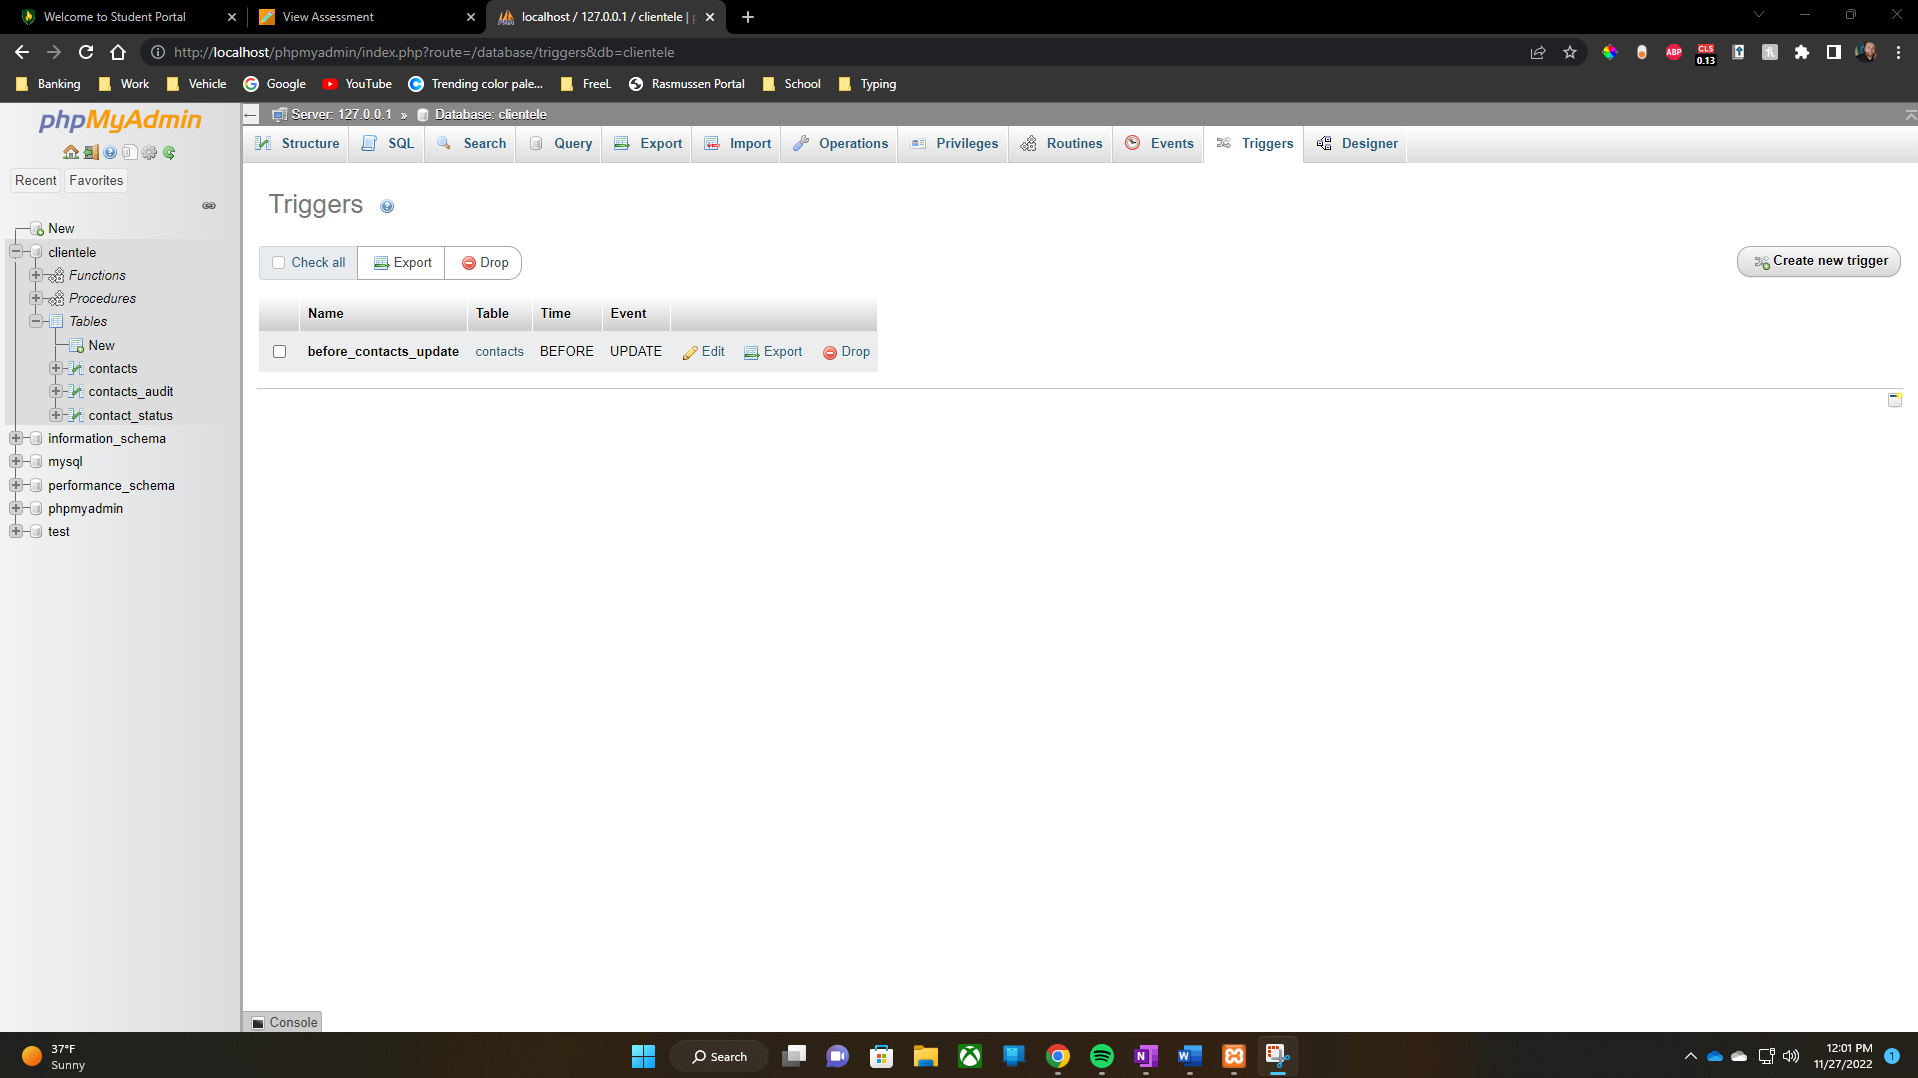 Welcome to Student Portal
View Assessment
localhost / 127.0.0.1 / clientele |
http://localhost/phpmyadmin/index.php?route=/database/triggers&db=clientele
ABP
CLS
0.13
Banking
Work
Vehicle
Google
YouTube
Trending color pale...
FreeL
Rasmussen Portal
School
Typing
phpMyAdmin
Server: 127.0.0.1 » Database: clientele
Structure
SQL
Search
Query
Export
Import
Operations
Privileges
Routines
Events
Triggers
Designer
Recent Favorites
New
clientele
Functions
Procedures
Tables
New
contacts
contacts_audit
contact_status
information_schema
mysql
performance_schema
phpmyadmin
test
Triggers
Check all Export Drop
Create new trigger
Name Table Time Event
before_contacts_update contacts BEFORE UPDATE Edit Export Drop
Console
37°F
Sunny
Search
12:01 PM
11/27/2022
1